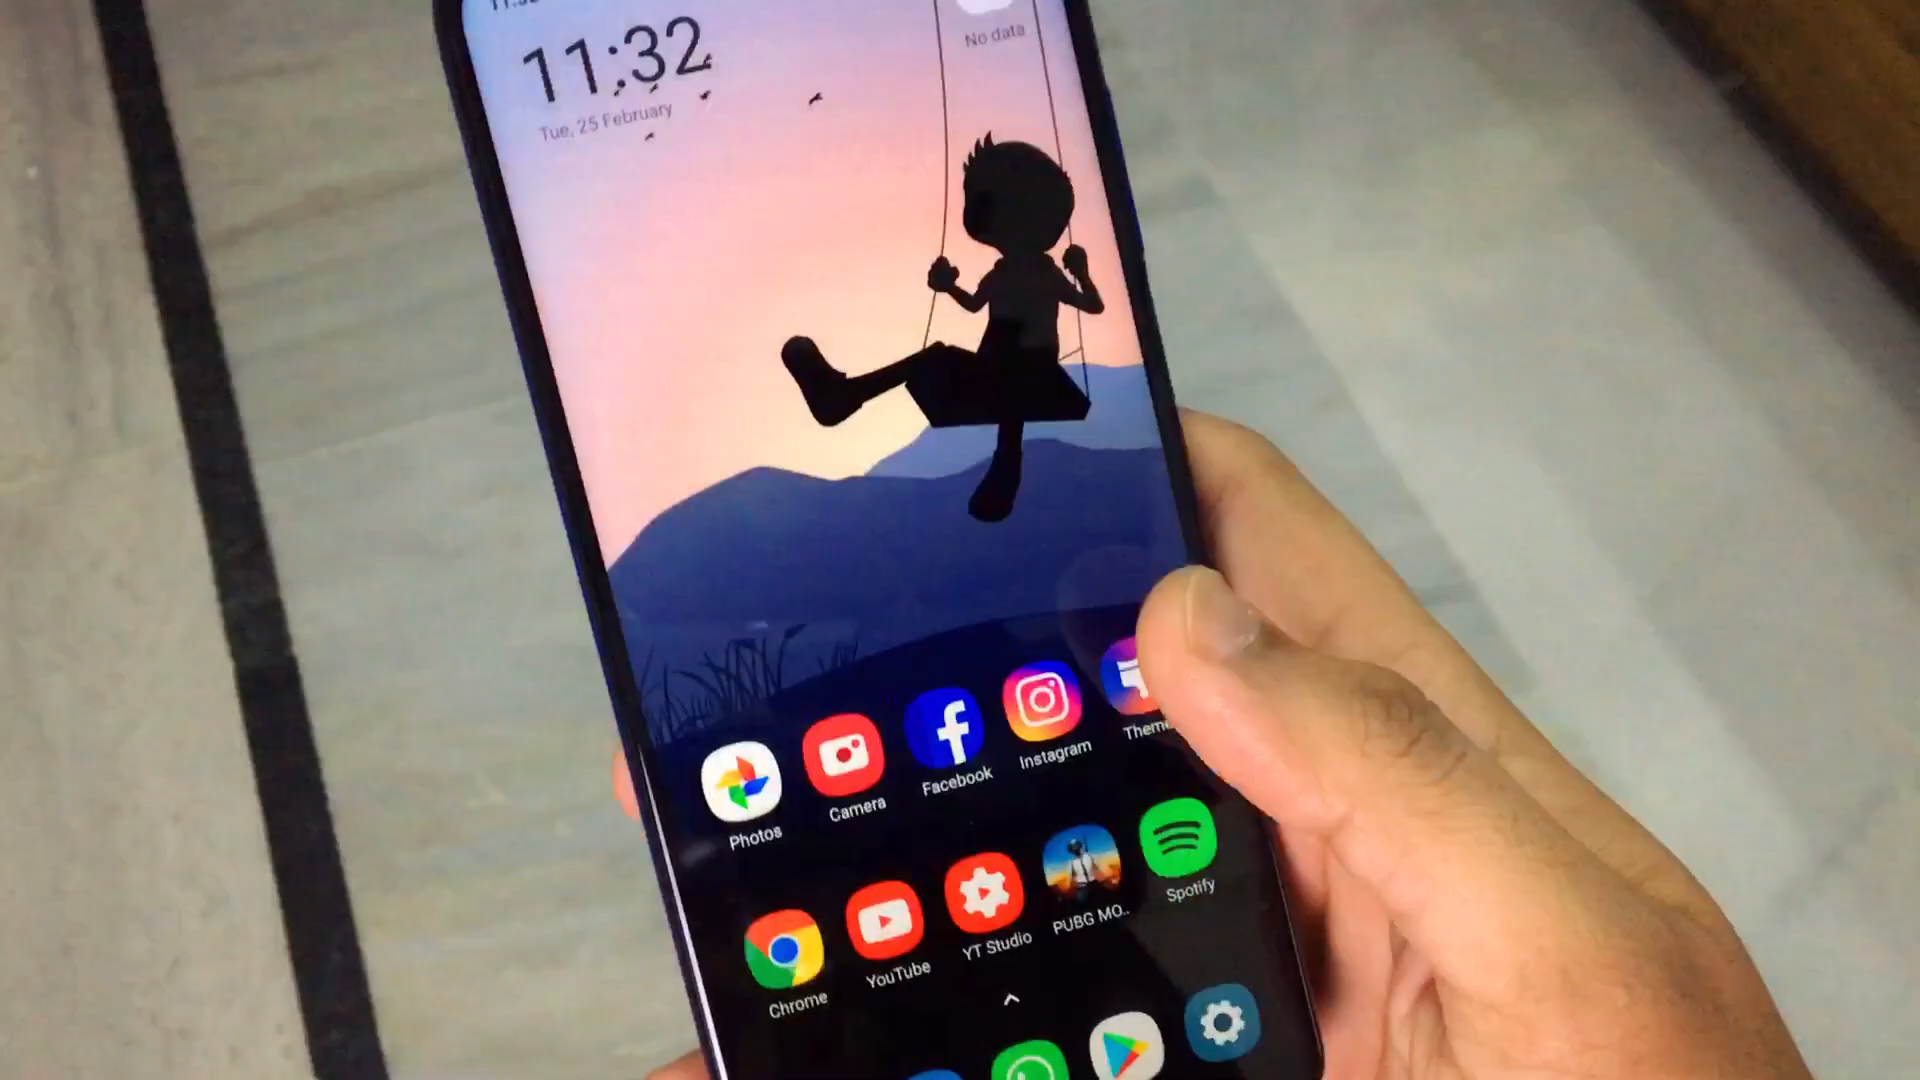 11:32
No data
Tue, 25 February
Photos
Camera
Facebook
Instagram
Chrome
YouTube
YT Studio
PUBG MO..
Spotify